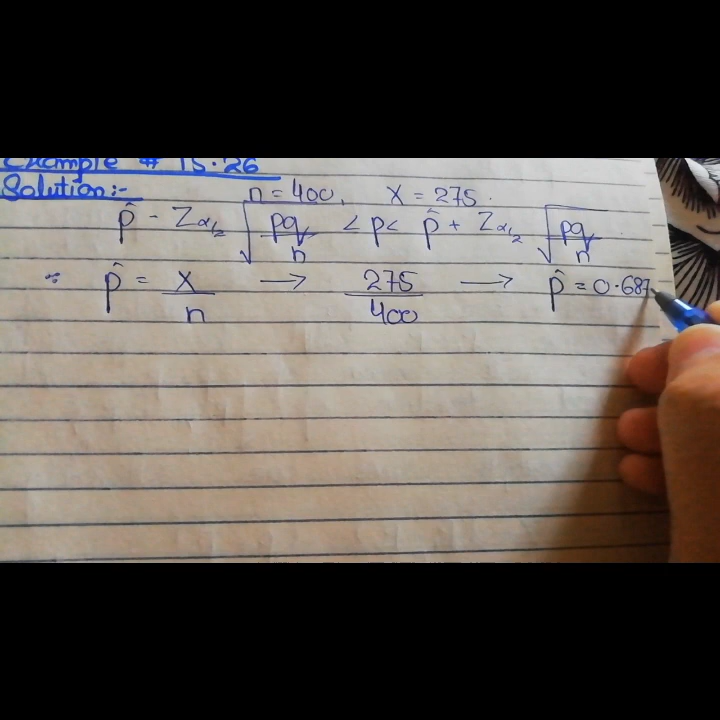 Example # 15.26
Solution:- n = 400, X = 275.
p̂ - Zα/2 √pq/n < p < p̂ + Zα/2 √pq/n
∵ p̂ = X/n → 275/400 → p̂ = 0.687